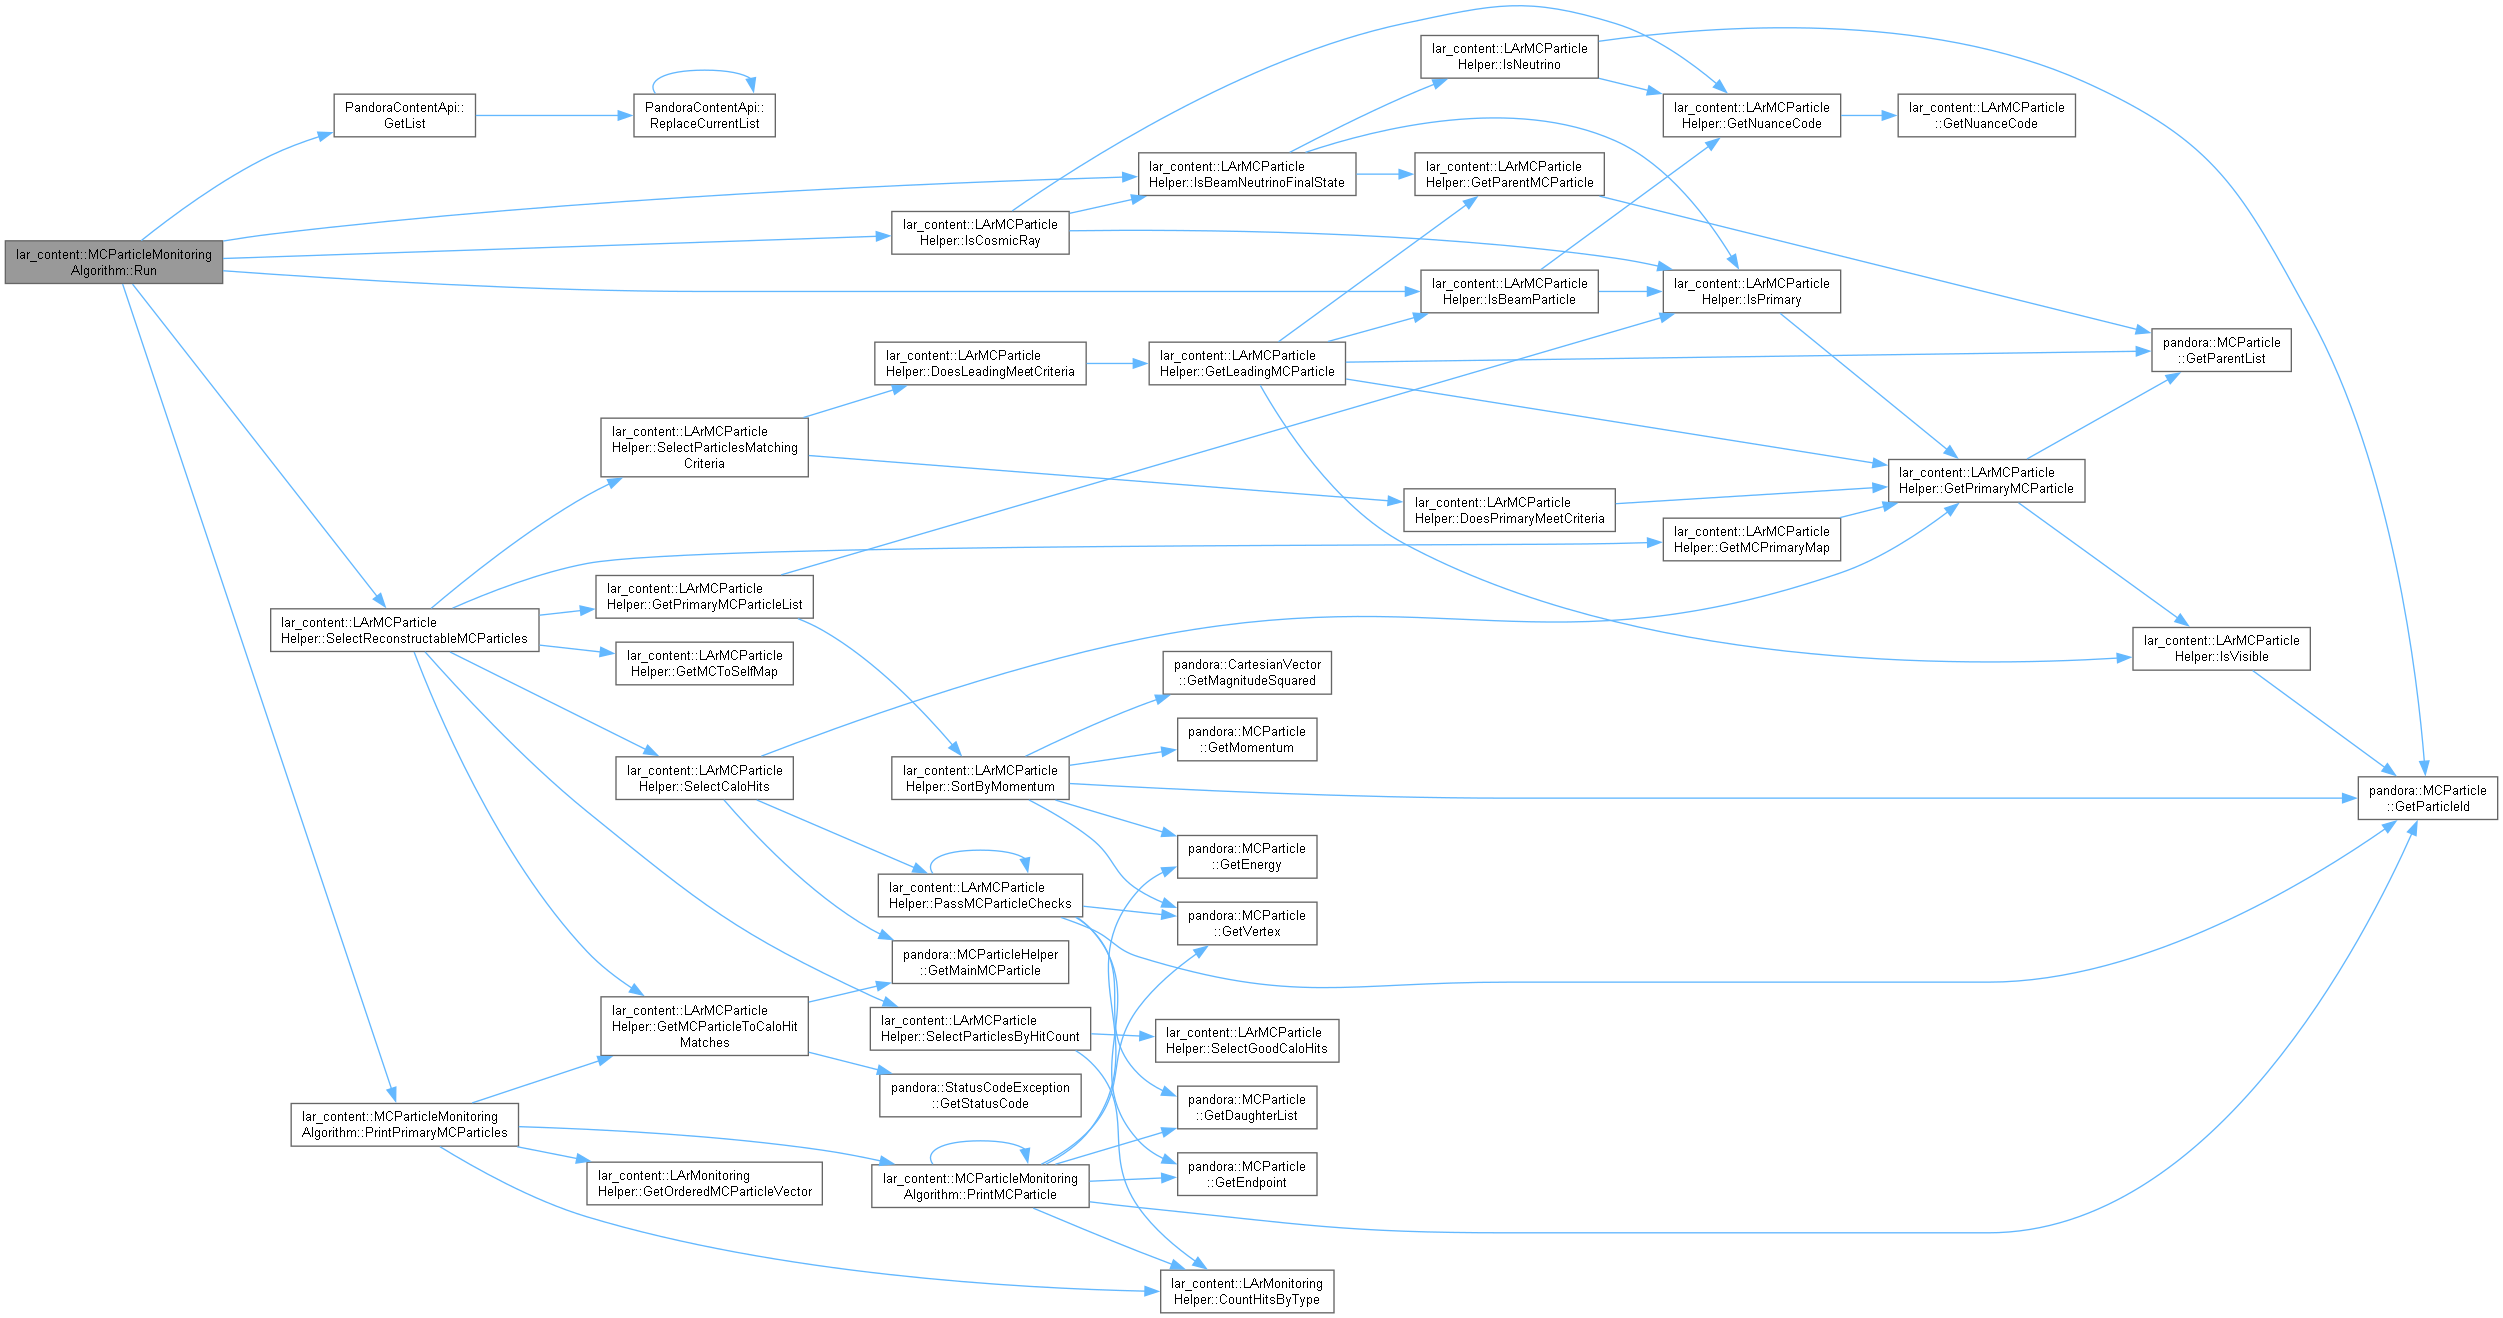 lar_content::MCParticleMonitoring
Algorithm::Run
PandoraContentApi::
GetList
PandoraContentApi::
ReplaceCurrentList
lar_content::LArMCParticle
Helper::IsBeamNeutrinoFinalState
lar_content::LArMCParticle
Helper::IsNeutrino
lar_content::LArMCParticle
Helper::GetNuanceCode
lar_content::LArMCParticle
::GetNuanceCode
lar_content::LArMCParticle
Helper::GetParentMCParticle
lar_content::LArMCParticle
Helper::IsCosmicRay
lar_content::LArMCParticle
Helper::IsBeamParticle
lar_content::LArMCParticle
Helper::IsPrimary
lar_content::LArMCParticle
Helper::DoesLeadingMeetCriteria
lar_content::LArMCParticle
Helper::GetLeadingMCParticle
pandora::MCParticle
::GetParentList
lar_content::LArMCParticle
Helper::SelectParticlesMatching
Criteria
lar_content::LArMCParticle
Helper::DoesPrimaryMeetCriteria
lar_content::LArMCParticle
Helper::GetPrimaryMCParticle
lar_content::LArMCParticle
Helper::GetMCPrimaryMap
lar_content::LArMCParticle
Helper::SelectReconstructableMCParticles
lar_content::LArMCParticle
Helper::GetPrimaryMCParticleList
lar_content::LArMCParticle
Helper::GetMCToSelfMap
lar_content::LArMCParticle
Helper::IsVisible
pandora::CartesianVector
::GetMagnitudeSquared
pandora::MCParticle
::GetMomentum
lar_content::LArMCParticle
Helper::SelectCaloHits
lar_content::LArMCParticle
Helper::SortByMomentum
pandora::MCParticle
::GetParticleId
pandora::MCParticle
::GetEnergy
lar_content::LArMCParticle
Helper::PassMCParticleChecks
pandora::MCParticle
::GetVertex
pandora::MCParticleHelper
::GetMainMCParticle
lar_content::LArMCParticle
Helper::GetMCParticleToCaloHit
Matches
lar_content::LArMCParticle
Helper::SelectParticlesByHitCount
lar_content::LArMCParticle
Helper::SelectGoodCaloHits
pandora::StatusCodeException
::GetStatusCode
pandora::MCParticle
::GetDaughterList
lar_content::MCParticleMonitoring
Algorithm::PrintPrimaryMCParticles
lar_content::LArMonitoring
Helper::GetOrderedMCParticleVector
lar_content::MCParticleMonitoring
Algorithm::PrintMCParticle
pandora::MCParticle
::GetEndpoint
lar_content::LArMonitoring
Helper::CountHitsByType